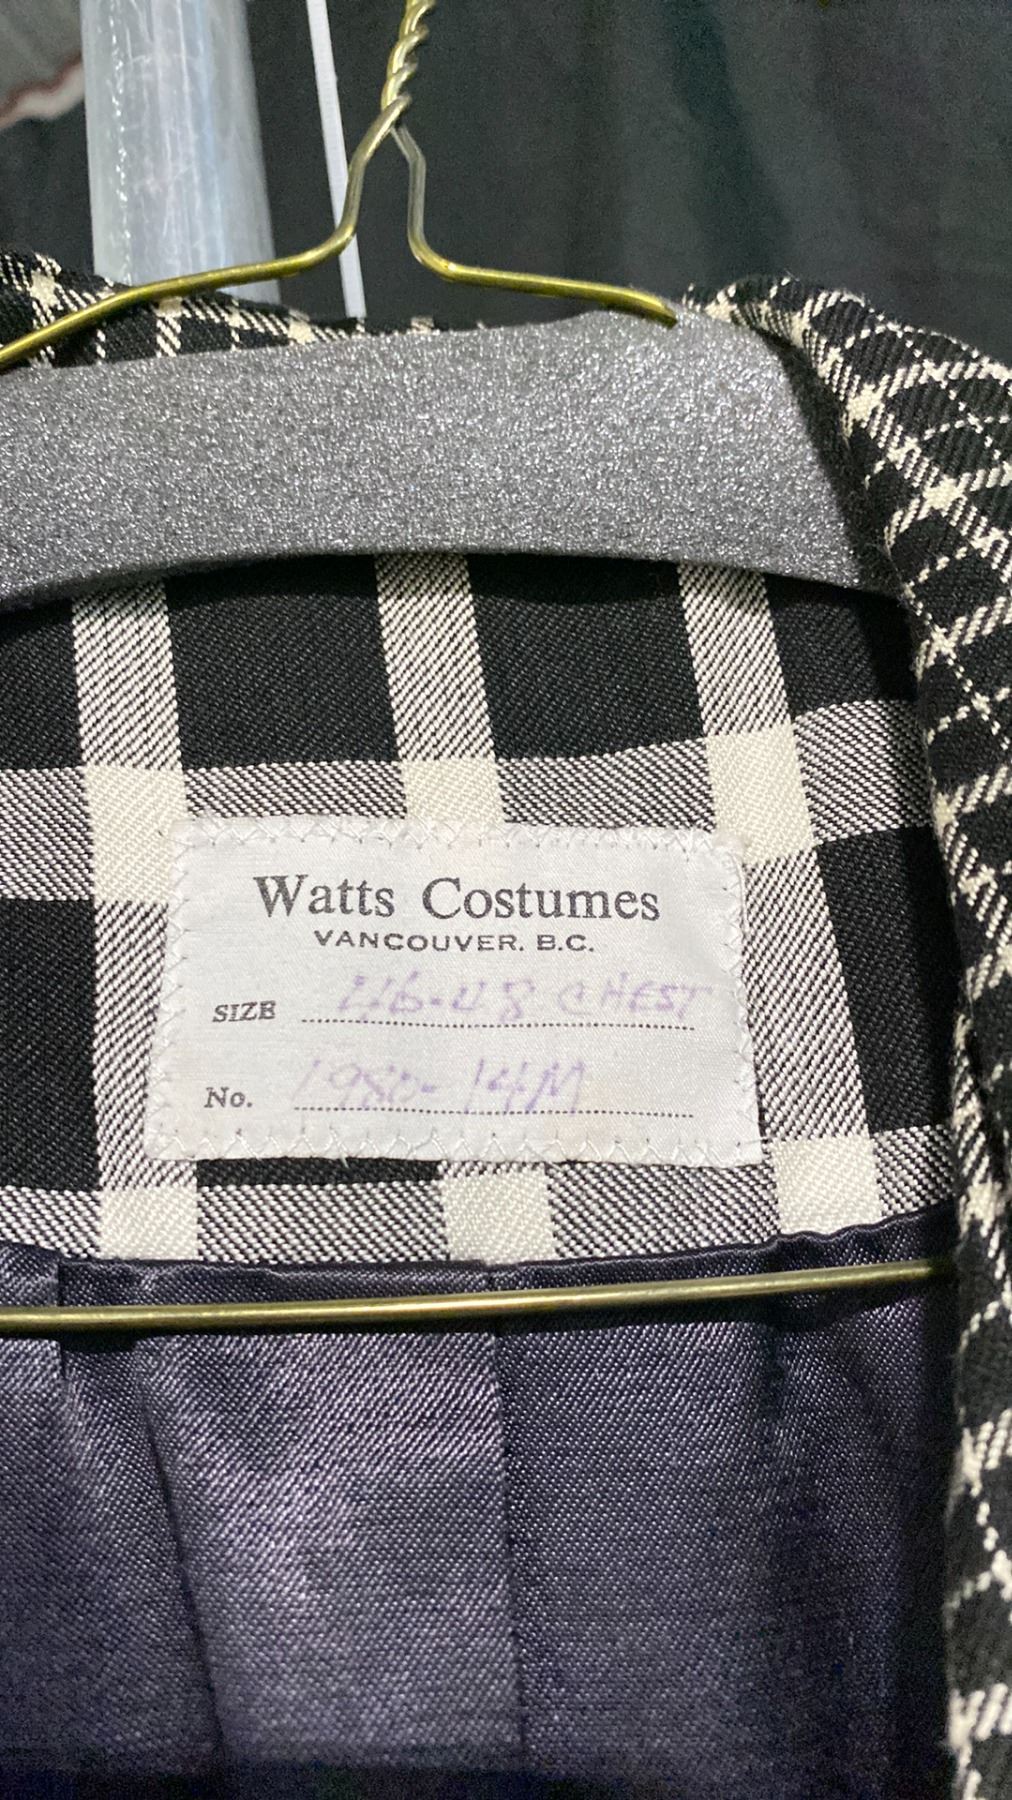 Watts Costumes
VANCOUVER, B.C.
SIZE 46-48 CHEST
No. 1980-14M